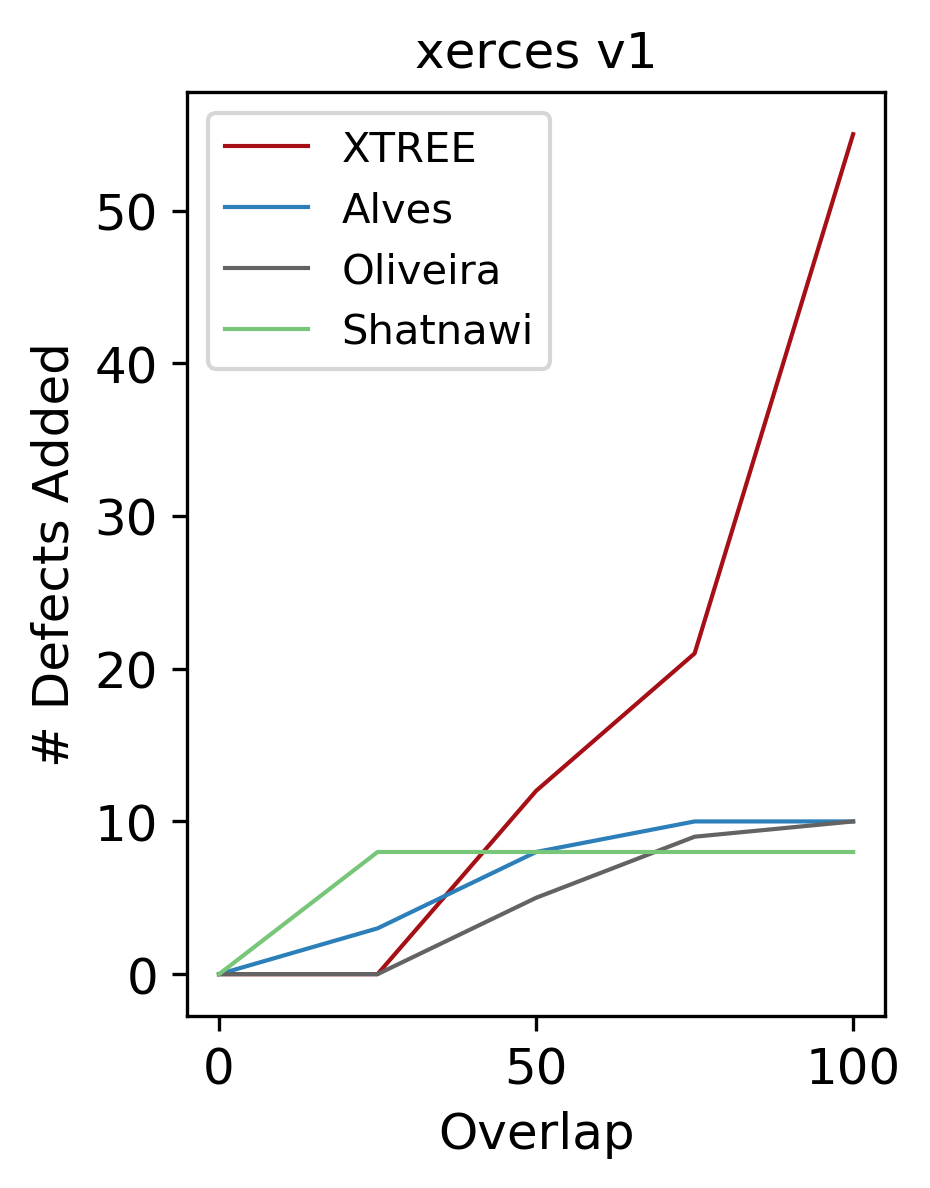 xerces v1
XTREE
Alves
Oliveira
Shatnawi
# Defects Added
50
40
30
20
10
0
0 50 100
Overlap